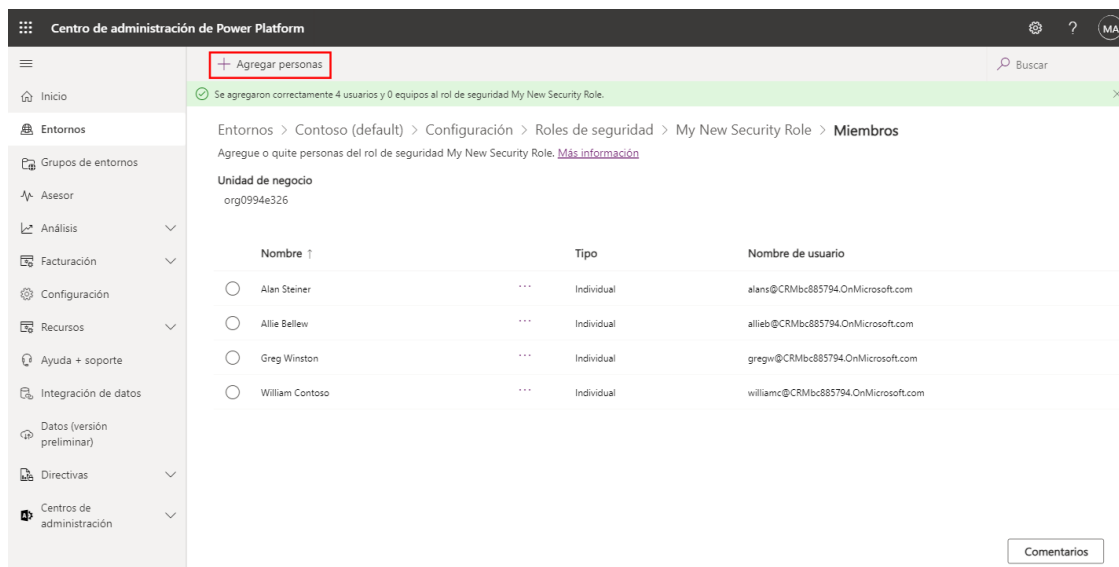 Centro de administración de Power Platform
?
MA
+ Agregar personas
Buscar
Se agregaron correctamente 4 usuarios y 0 equipos al rol de seguridad My New Security Role.
Inicio
Entornos
Grupos de entornos
Asesor
Análisis
Facturación
Configuración
Recursos
Ayuda + soporte
Integración de datos
Datos (versión
preliminar)
Directivas
Centros de
administración
Entornos > Contoso (default) > Configuración > Roles de seguridad > My New Security Role > Miembros
Agregue o quite personas del rol de seguridad My New Security Role. Más información
Unidad de negocio
org0994e326
Nombre ↑ Tipo Nombre de usuario
Alan Steiner ... Individual alans@CRMbc885794.OnMicrosoft.com
Allie Bellew ... Individual allieb@CRMbc885794.OnMicrosoft.com
Greg Winston ... Individual gregw@CRMbc885794.OnMicrosoft.com
William Contoso ... Individual williamc@CRMbc885794.OnMicrosoft.com
Comentarios